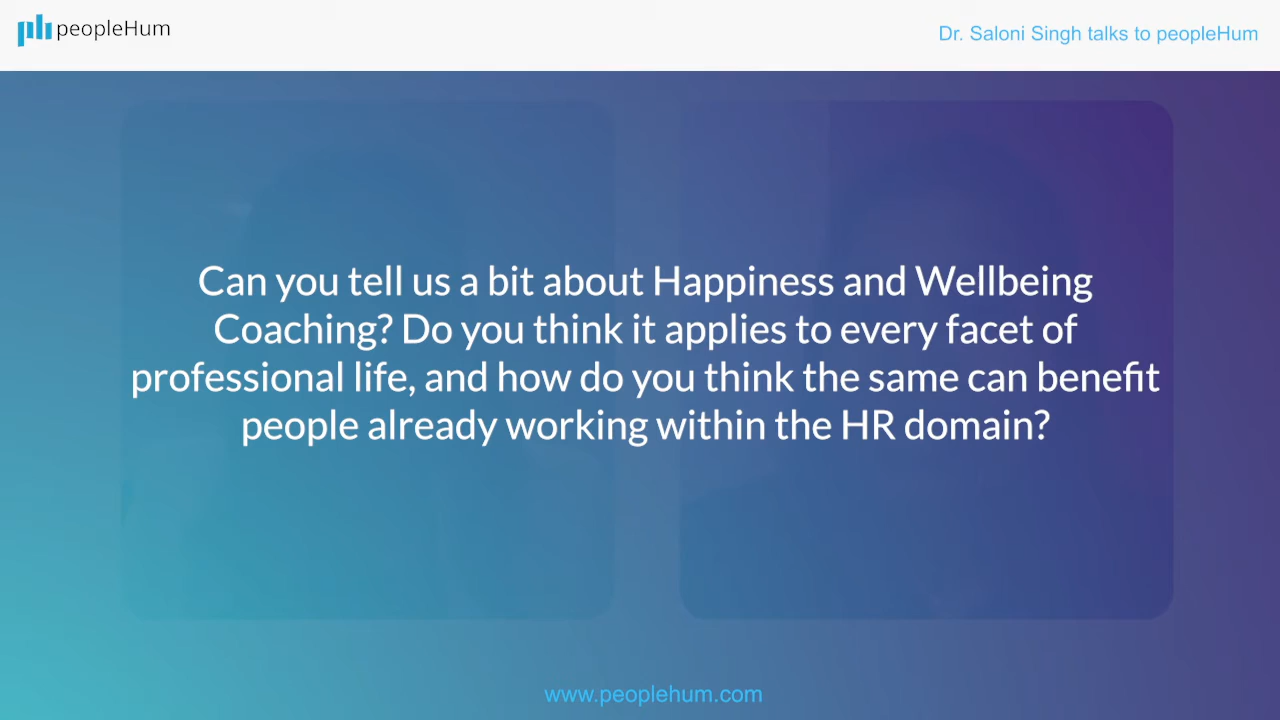 peopleHum
Dr. Saloni Singh talks to peopleHum
Can you tell us a bit about Happiness and Wellbeing
Coaching? Do you think it applies to every facet of
professional life, and how do you think the same can benefit
people already working within the HR domain?
www.peoplehum.com